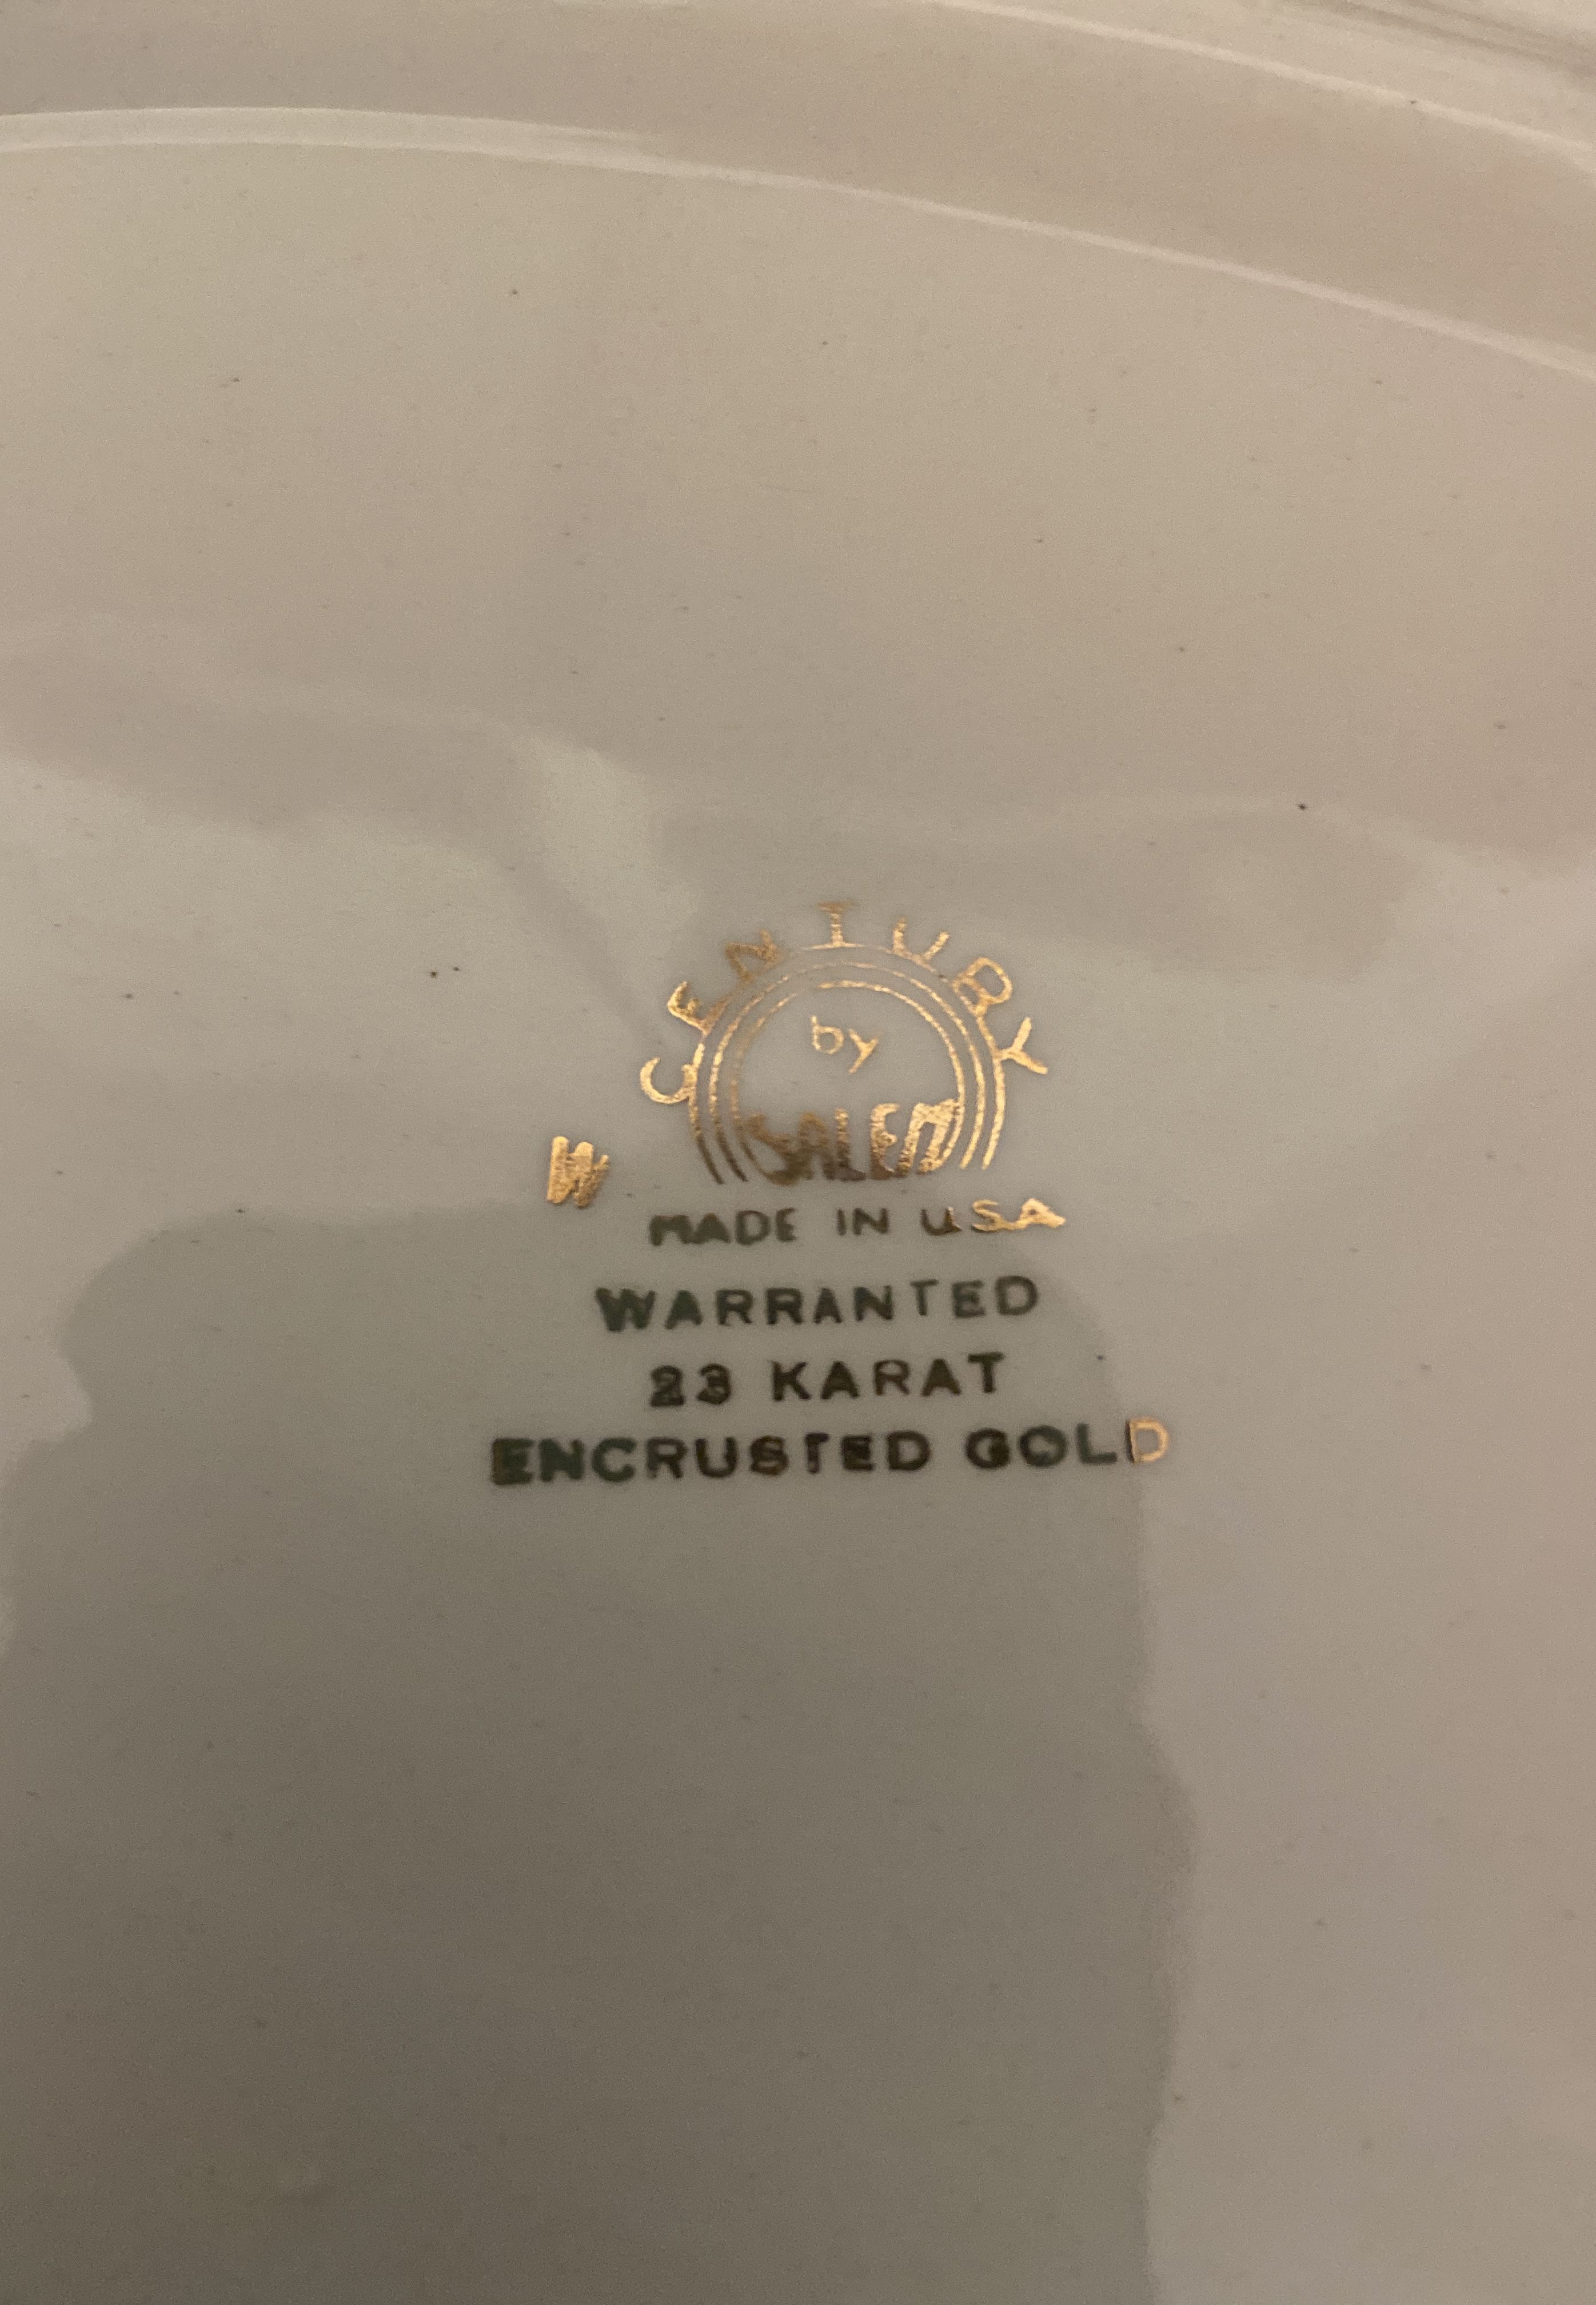 CENTURY
by
SALEM
W
MADE IN USA
WARRANTED
23 KARAT
ENCRUSTED GOLD